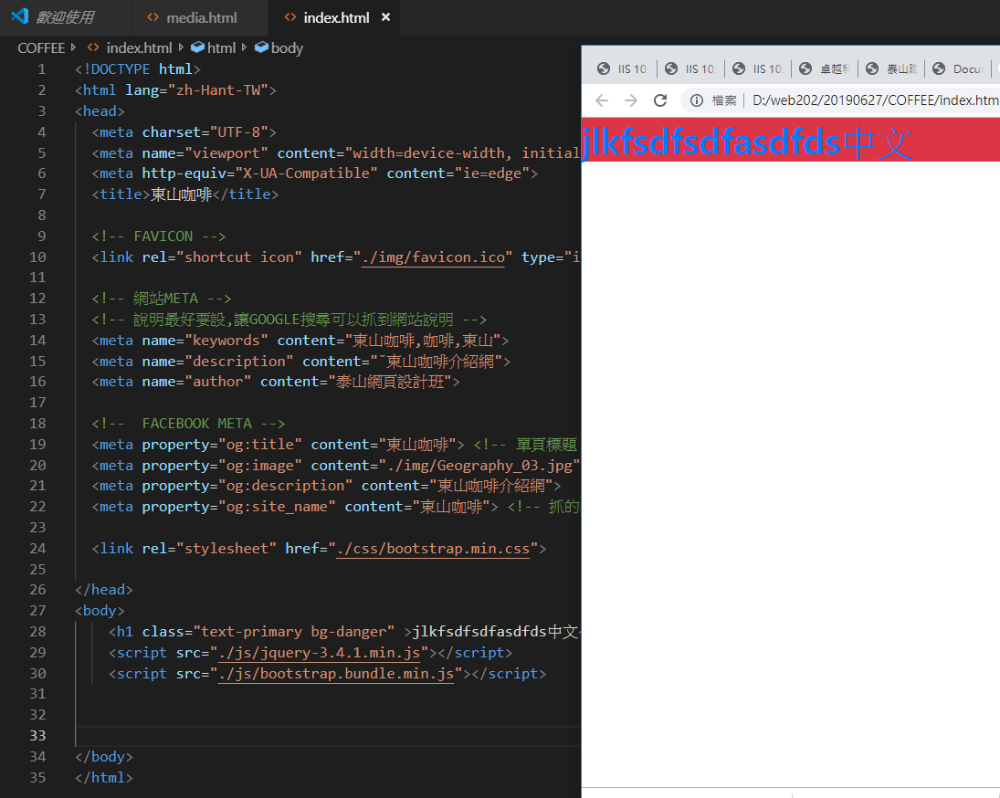 歡迎使用 media.html index.html ×
COFFEE index.html html body
1 <!DOCTYPE html>
2 <html lang="zh-Hant-TW">
3 <head>
4 <meta charset="UTF-8">
5 <meta name="viewport" content="width=device-width, initial
6 <meta http-equiv="X-UA-Compatible" content="ie=edge">
7 <title>東山咖啡</title>
8
9 <!-- FAVICON -->
10 <link rel="shortcut icon" href="./img/favicon.ico" type="i
11
12 <!-- 網站META -->
13 <!-- 說明最好要設,讓GOOGLE搜尋可以抓到網站說明 -->
14 <meta name="keywords" content="東山咖啡,咖啡,東山">
15 <meta name="description" content="ˇ東山咖啡介紹網">
16 <meta name="author" content="泰山網頁設計班">
17
18 <!--  FACEBOOK META -->
19 <meta property="og:title" content="東山咖啡"> <!-- 單頁標題
20 <meta property="og:image" content="./img/Geography_03.jpg"
21 <meta property="og:description" content="東山咖啡介紹網">
22 <meta property="og:site_name" content="東山咖啡"> <!-- 抓的
23
24 <link rel="stylesheet" href="./css/bootstrap.min.css">
25
26 </head>
27 <body>
28 <h1 class="text-primary bg-danger" >jlkfsdfsdfasdfds中文
29 <script src="./js/jquery-3.4.1.min.js"></script>
30 <script src="./js/bootstrap.bundle.min.js"></script>
31
32
33
34 </body>
35 </html>
IIS 10. IIS 10. IIS 10. 卓越 泰山 Docu
檔案 D:/web202/20190627/COFFEE/index.htm
jlkfsdfsdfasdfds中文